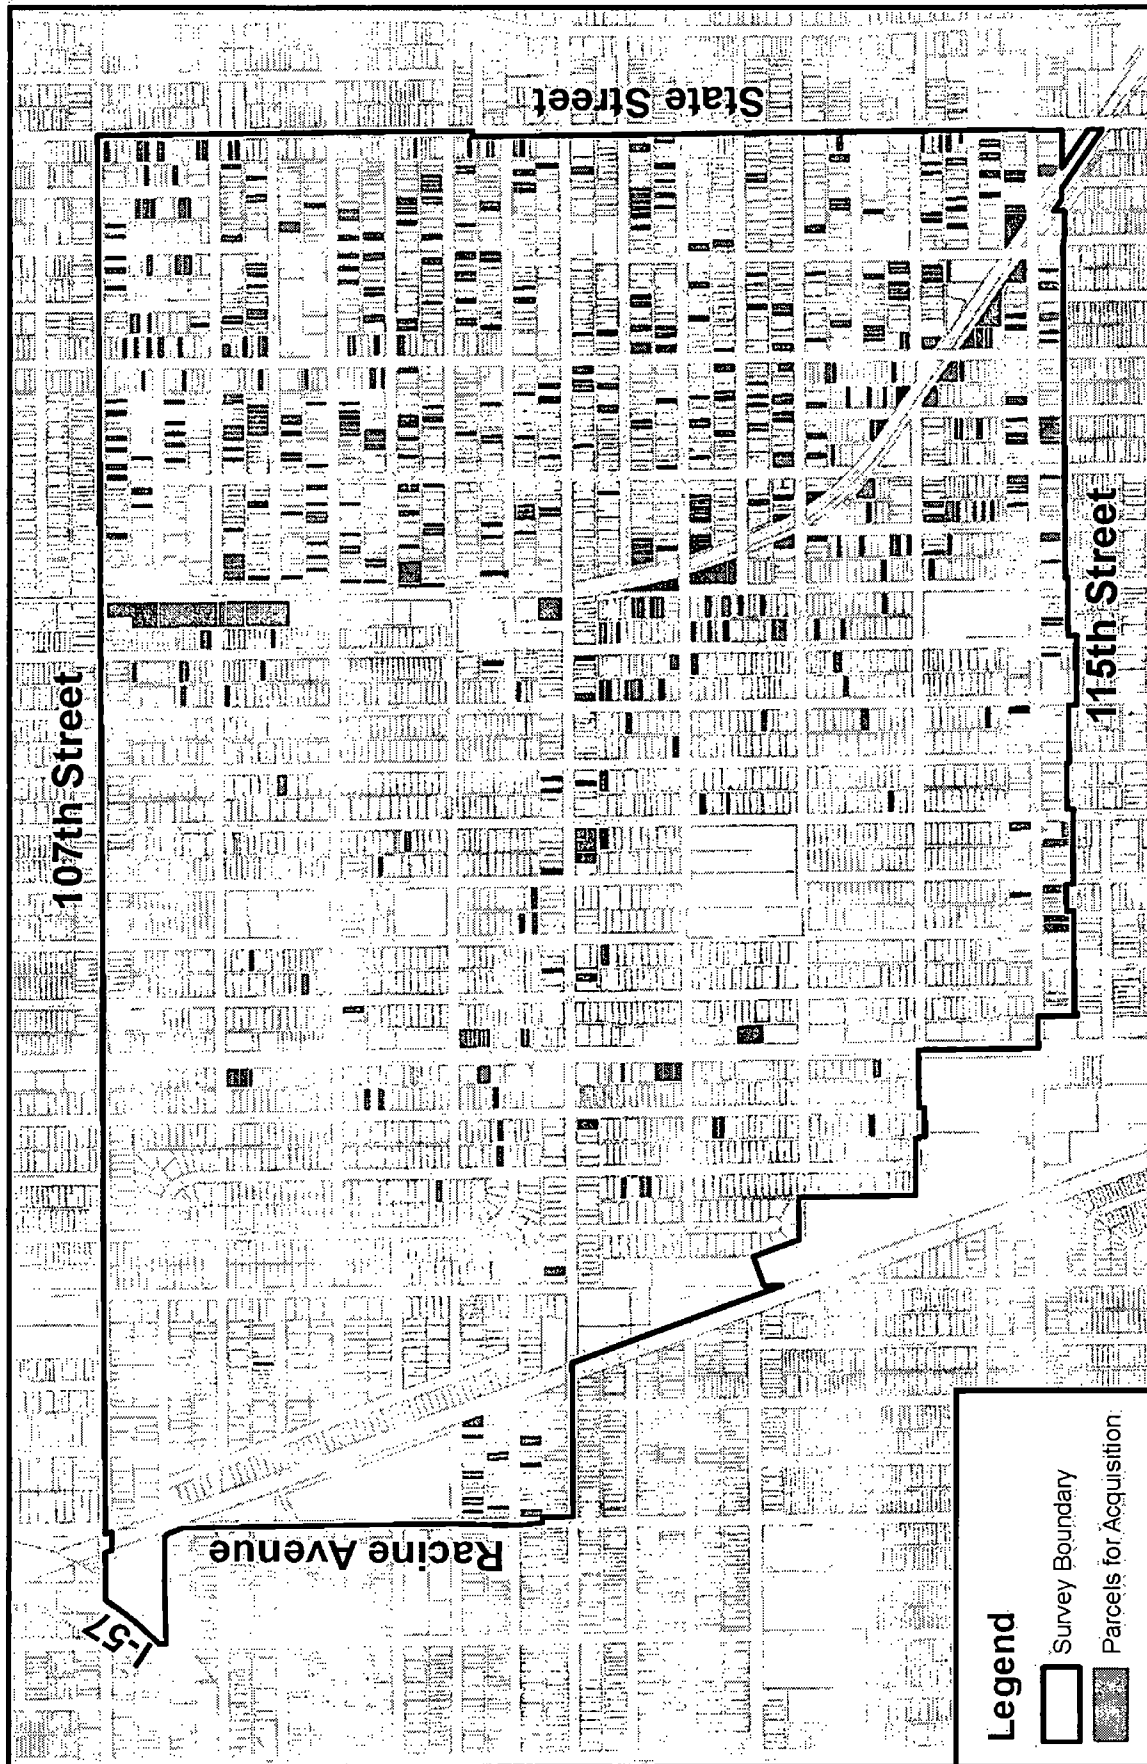 107th Street
State Street
115th Street
Racine Avenue
I-57
Legend
Survey Boundary
Parcels for Acquisition